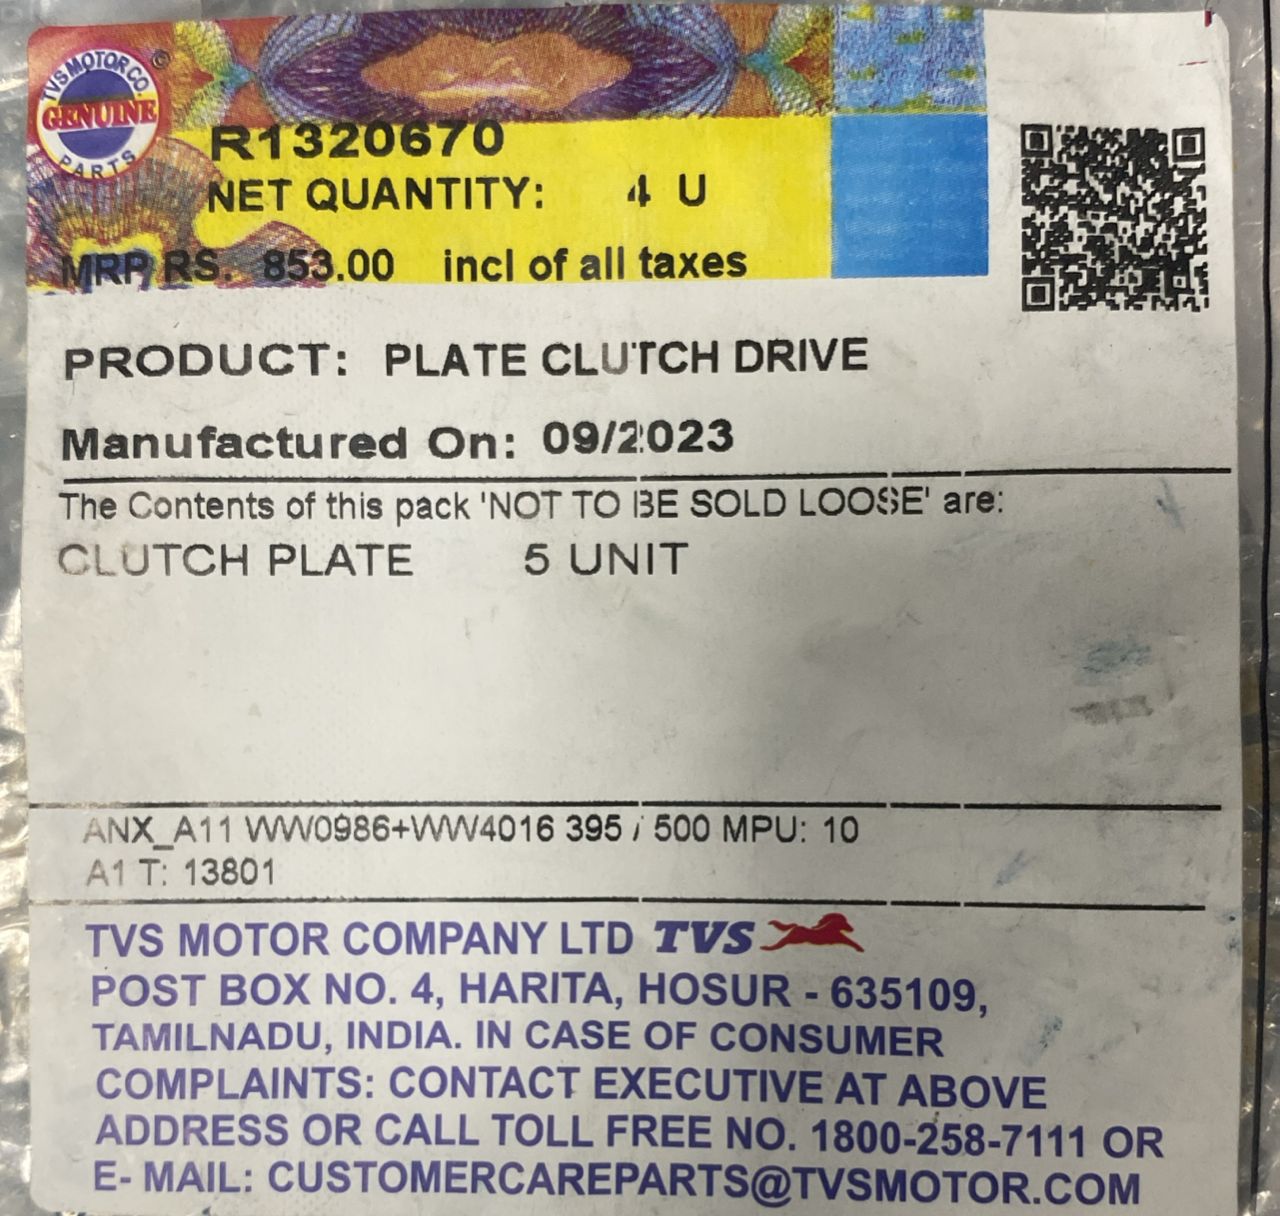 TVS MOTOR CO. ©
GENUINE
PARTS
R1320670
NET QUANTITY: 4 U
MRP RS. 853.00 incl of all taxes
PRODUCT: PLATE CLUTCH DRIVE
Manufactured On: 09/2023
The Contents of this pack 'NOT TO BE SOLD LOOSE' are:
CLUTCH PLATE 5 UNIT
ANX_A11 WW0986+WW4016 395 / 500 MPU: 10
A1 T: 13801
TVS MOTOR COMPANY LTD TVS
POST BOX NO. 4, HARITA, HOSUR - 635109,
TAMILNADU, INDIA. IN CASE OF CONSUMER
COMPLAINTS: CONTACT EXECUTIVE AT ABOVE
ADDRESS OR CALL TOLL FREE NO. 1800-258-7111 OR
E- MAIL: CUSTOMERCAREPARTS@TVSMOTOR.COM